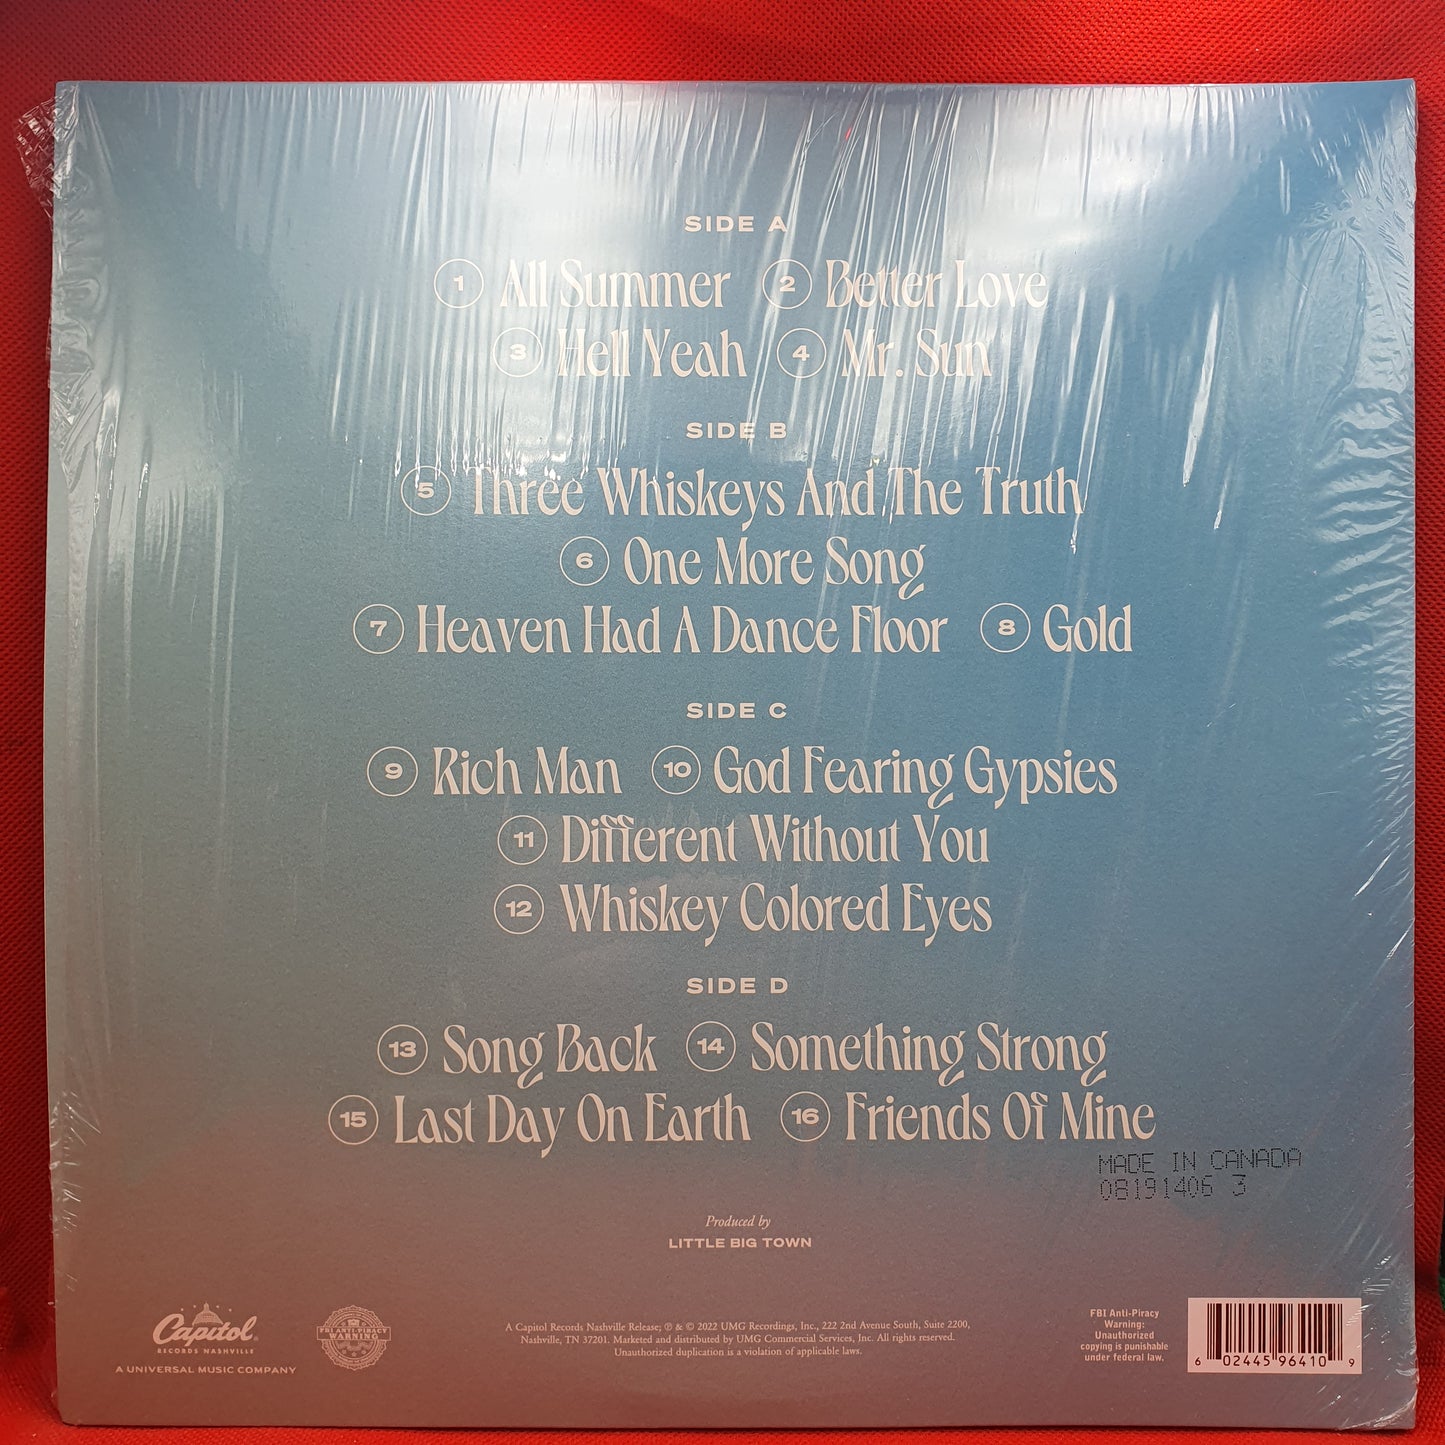 SIDE A
1 All Summer 2 Better Love
3 Hell Yeah 4 Mr. Sun
SIDE B
5 Three Whiskeys And The Truth
6 One More Song
7 Heaven Had A Dance Floor 8 Gold
SIDE C
9 Rich Man 10 God Fearing Gypsies
11 Different Without You
12 Whiskey Colored Eyes
SIDE D
13 Song Back 14 Something Strong
15 Last Day On Earth 16 Friends Of Mine
MADE IN CANADA
08191406 3
Produced by
LITTLE BIG TOWN
Capitol
RECORDS NASHVILLE
A UNIVERSAL MUSIC COMPANY
FBI ANTI-PIRACY
WARNING
A Capitol Records Nashville Release; ℗ & © 2022 UMG Recordings, Inc., 222 2nd Avenue South, Suite 2200,
Nashville, TN 37201. Marketed and distributed by UMG Commercial Services, Inc. All rights reserved.
Unauthorized duplication is a violation of applicable laws.
FBI Anti-Piracy
Warning:
Unauthorized
copying is punishable
under federal law.
6 02445 96410 9